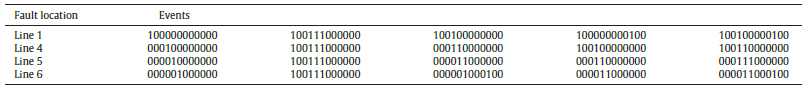 Fault location Events
Line 1 100000000000 100111000000 100100000000 100000000100 100100000100
Line 4 000100000000 100111000000 000110000000 100100000000 100110000000
Line 5 000010000000 100111000000 000011000000 000110000000 000111000000
Line 6 000001000000 100111000000 000001000100 000011000000 000011000100